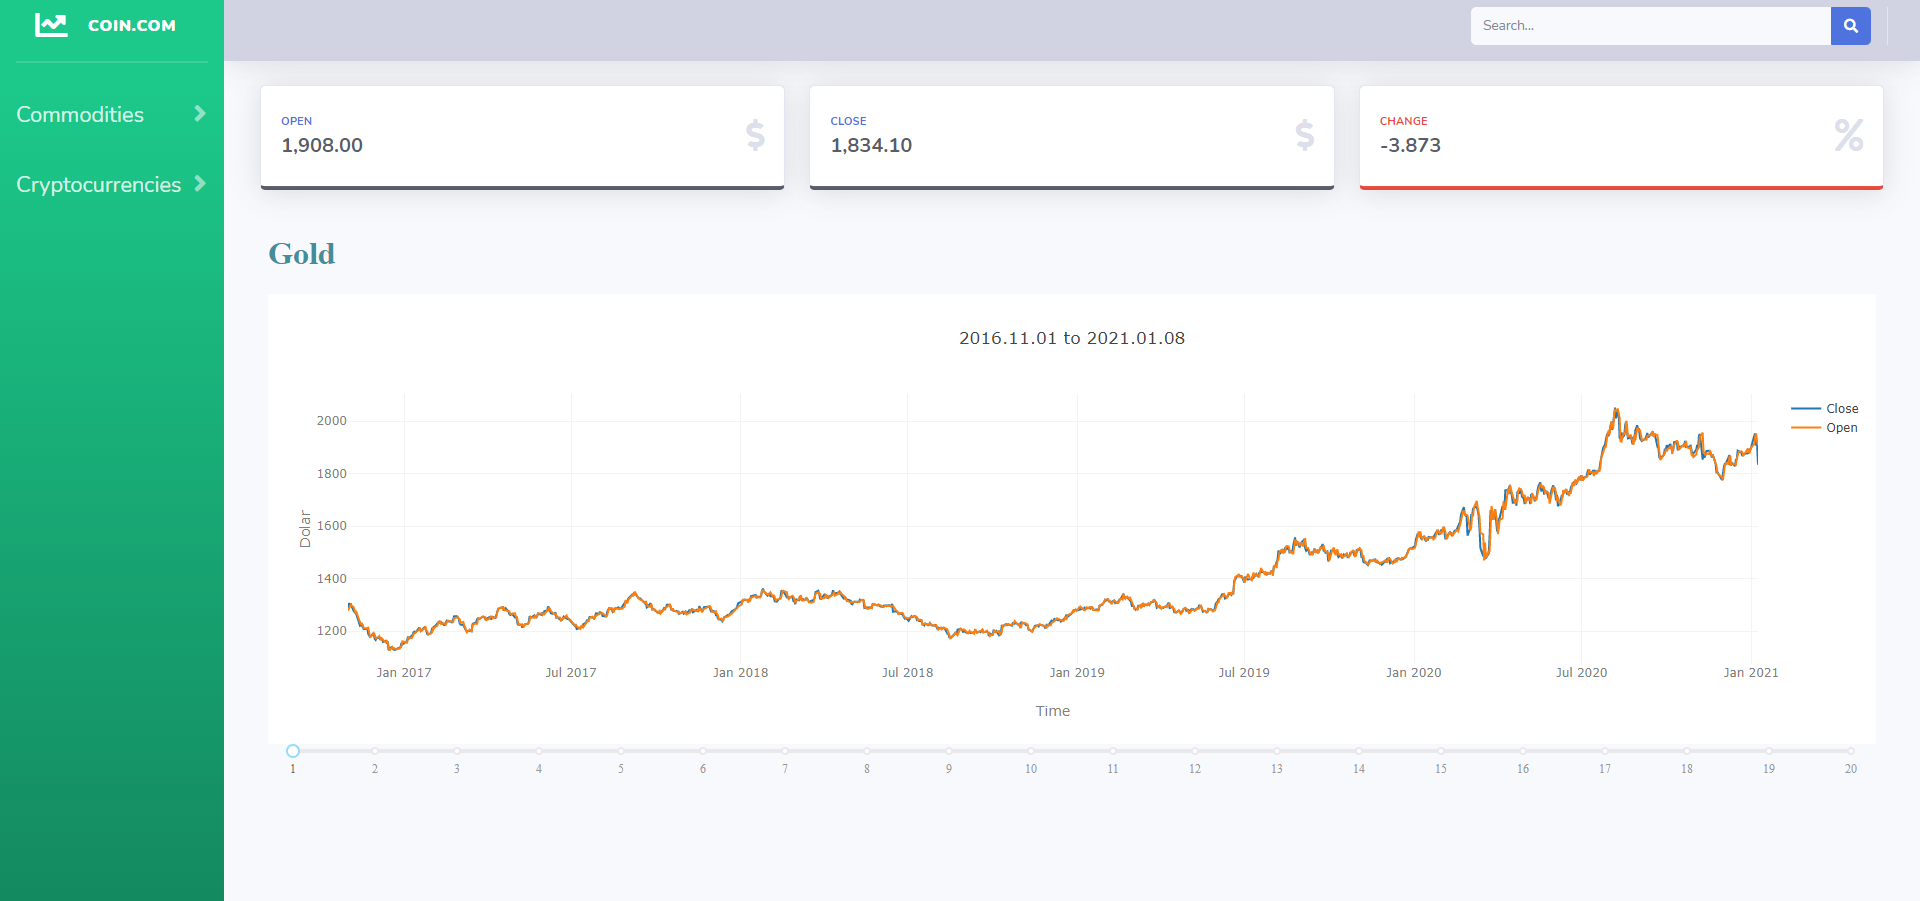 COIN.COM
Search...
Commodities
Cryptocurrencies
OPEN
1,908.00
$
CLOSE
1,834.10
$
CHANGE
-3.873
%
Gold
2016.11.01 to 2021.01.08
Close
Open
2000
1800
1600
1400
1200
Dolar
Jan 2017 Jul 2017 Jan 2018 Jul 2018 Jan 2019 Jul 2019 Jan 2020 Jul 2020 Jan 2021
Time
1 2 3 4 5 6 7 8 9 10 11 12 13 14 15 16 17 18 19 20